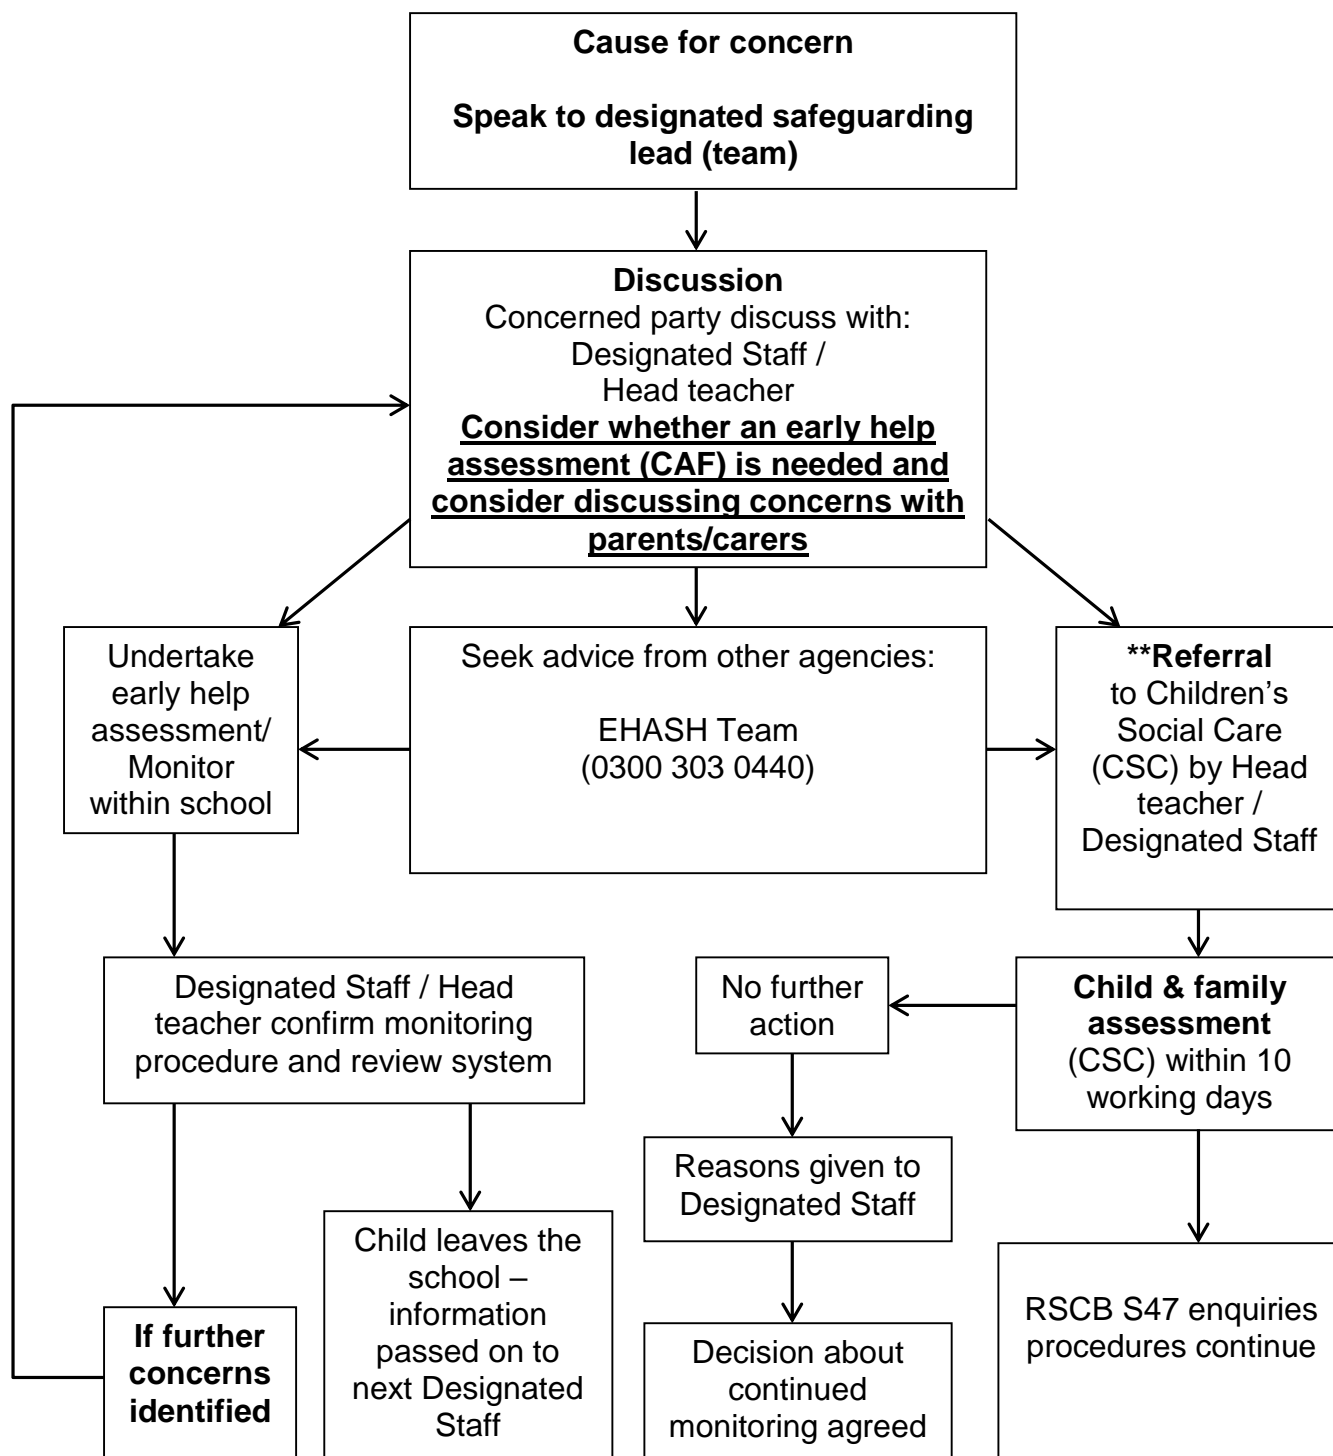 Cause for concern
Speak to designated safeguarding
lead (team)
Discussion
Concerned party discuss with:
Designated Staff /
Head teacher
Consider whether an early help
assessment (CAF) is needed and
consider discussing concerns with
parents/carers
Undertake
early help
assessment/
Monitor
within school
Seek advice from other agencies:
EHASH Team
(0300 303 0440)
**Referral
to Children’s
Social Care
(CSC) by Head
teacher /
Designated Staff
Designated Staff / Head
teacher confirm monitoring
procedure and review system
No further
action
Child & family
assessment
(CSC) within 10
working days
Reasons given to
Designated Staff
If further
concerns
identified
Child leaves the
school –
information
passed on to
next Designated
Staff
Decision about
continued
monitoring agreed
RSCB S47 enquiries
procedures continue